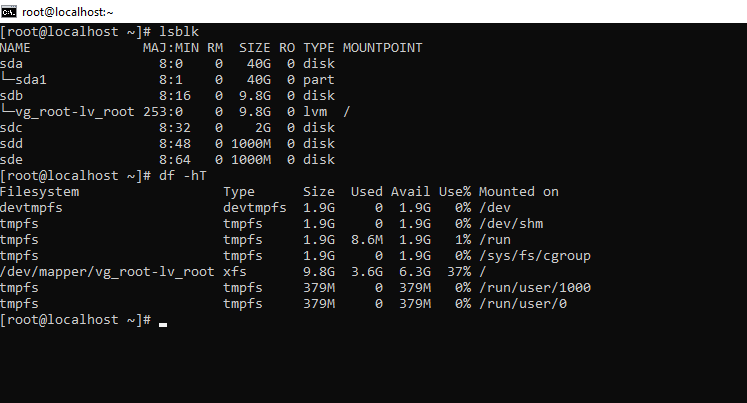 root@localhost:~
[root@localhost ~]# lsblk
NAME              MAJ:MIN RM  SIZE RO TYPE MOUNTPOINT
sda                 8:0    0   40G  0 disk
└─sda1              8:1    0   40G  0 part
sdb                 8:16   0  9.8G  0 disk
└─vg_root-lv_root 253:0    0  9.8G  0 lvm  /
sdc                 8:32   0    2G  0 disk
sdd                 8:48   0 1000M  0 disk
sde                 8:64   0 1000M  0 disk
[root@localhost ~]# df -hT
Filesystem                  Type      Size  Used Avail Use% Mounted on
devtmpfs                    devtmpfs  1.9G     0  1.9G   0% /dev
tmpfs                       tmpfs     1.9G     0  1.9G   0% /dev/shm
tmpfs                       tmpfs     1.9G  8.6M  1.9G   1% /run
tmpfs                       tmpfs     1.9G     0  1.9G   0% /sys/fs/cgroup
/dev/mapper/vg_root-lv_root xfs       9.8G  3.6G  6.3G  37% /
tmpfs                       tmpfs     379M     0  379M   0% /run/user/1000
tmpfs                       tmpfs     379M     0  379M   0% /run/user/0
[root@localhost ~]#